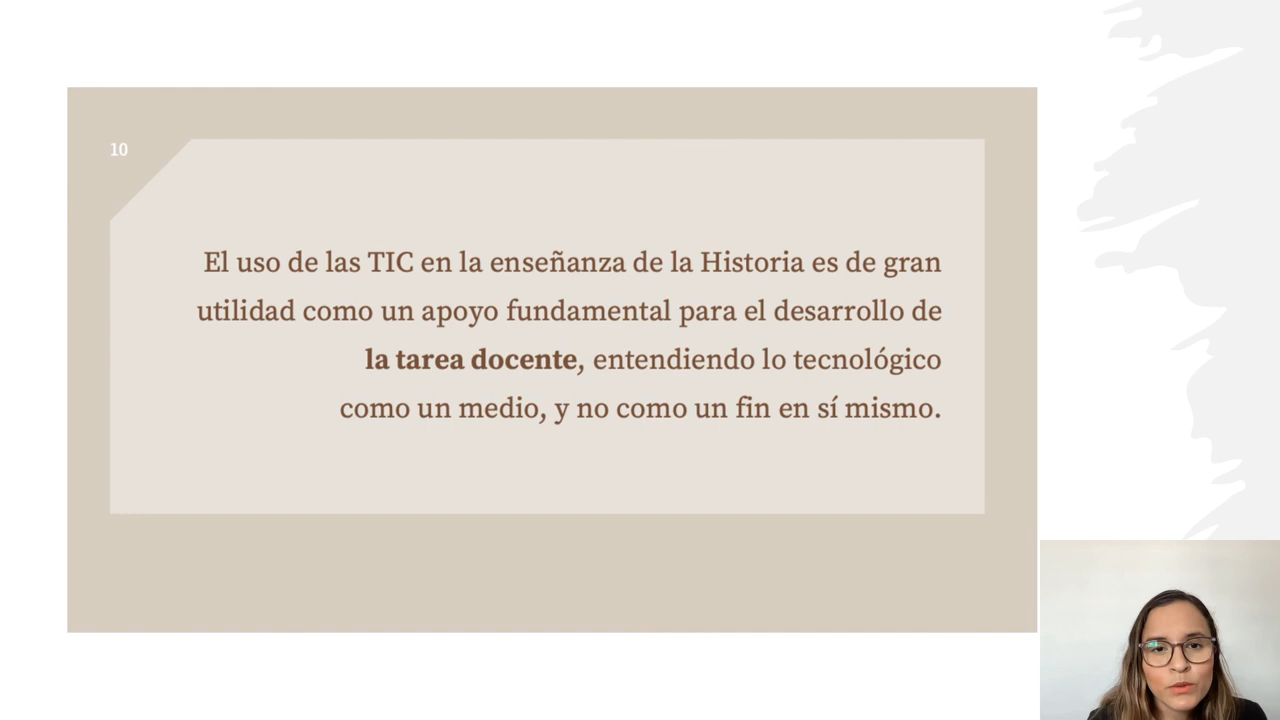 10
El uso de las TIC en la enseñanza de la Historia es de gran
utilidad como un apoyo fundamental para el desarrollo de
la tarea docente, entendiendo lo tecnológico
como un medio, y no como un fin en sí mismo.